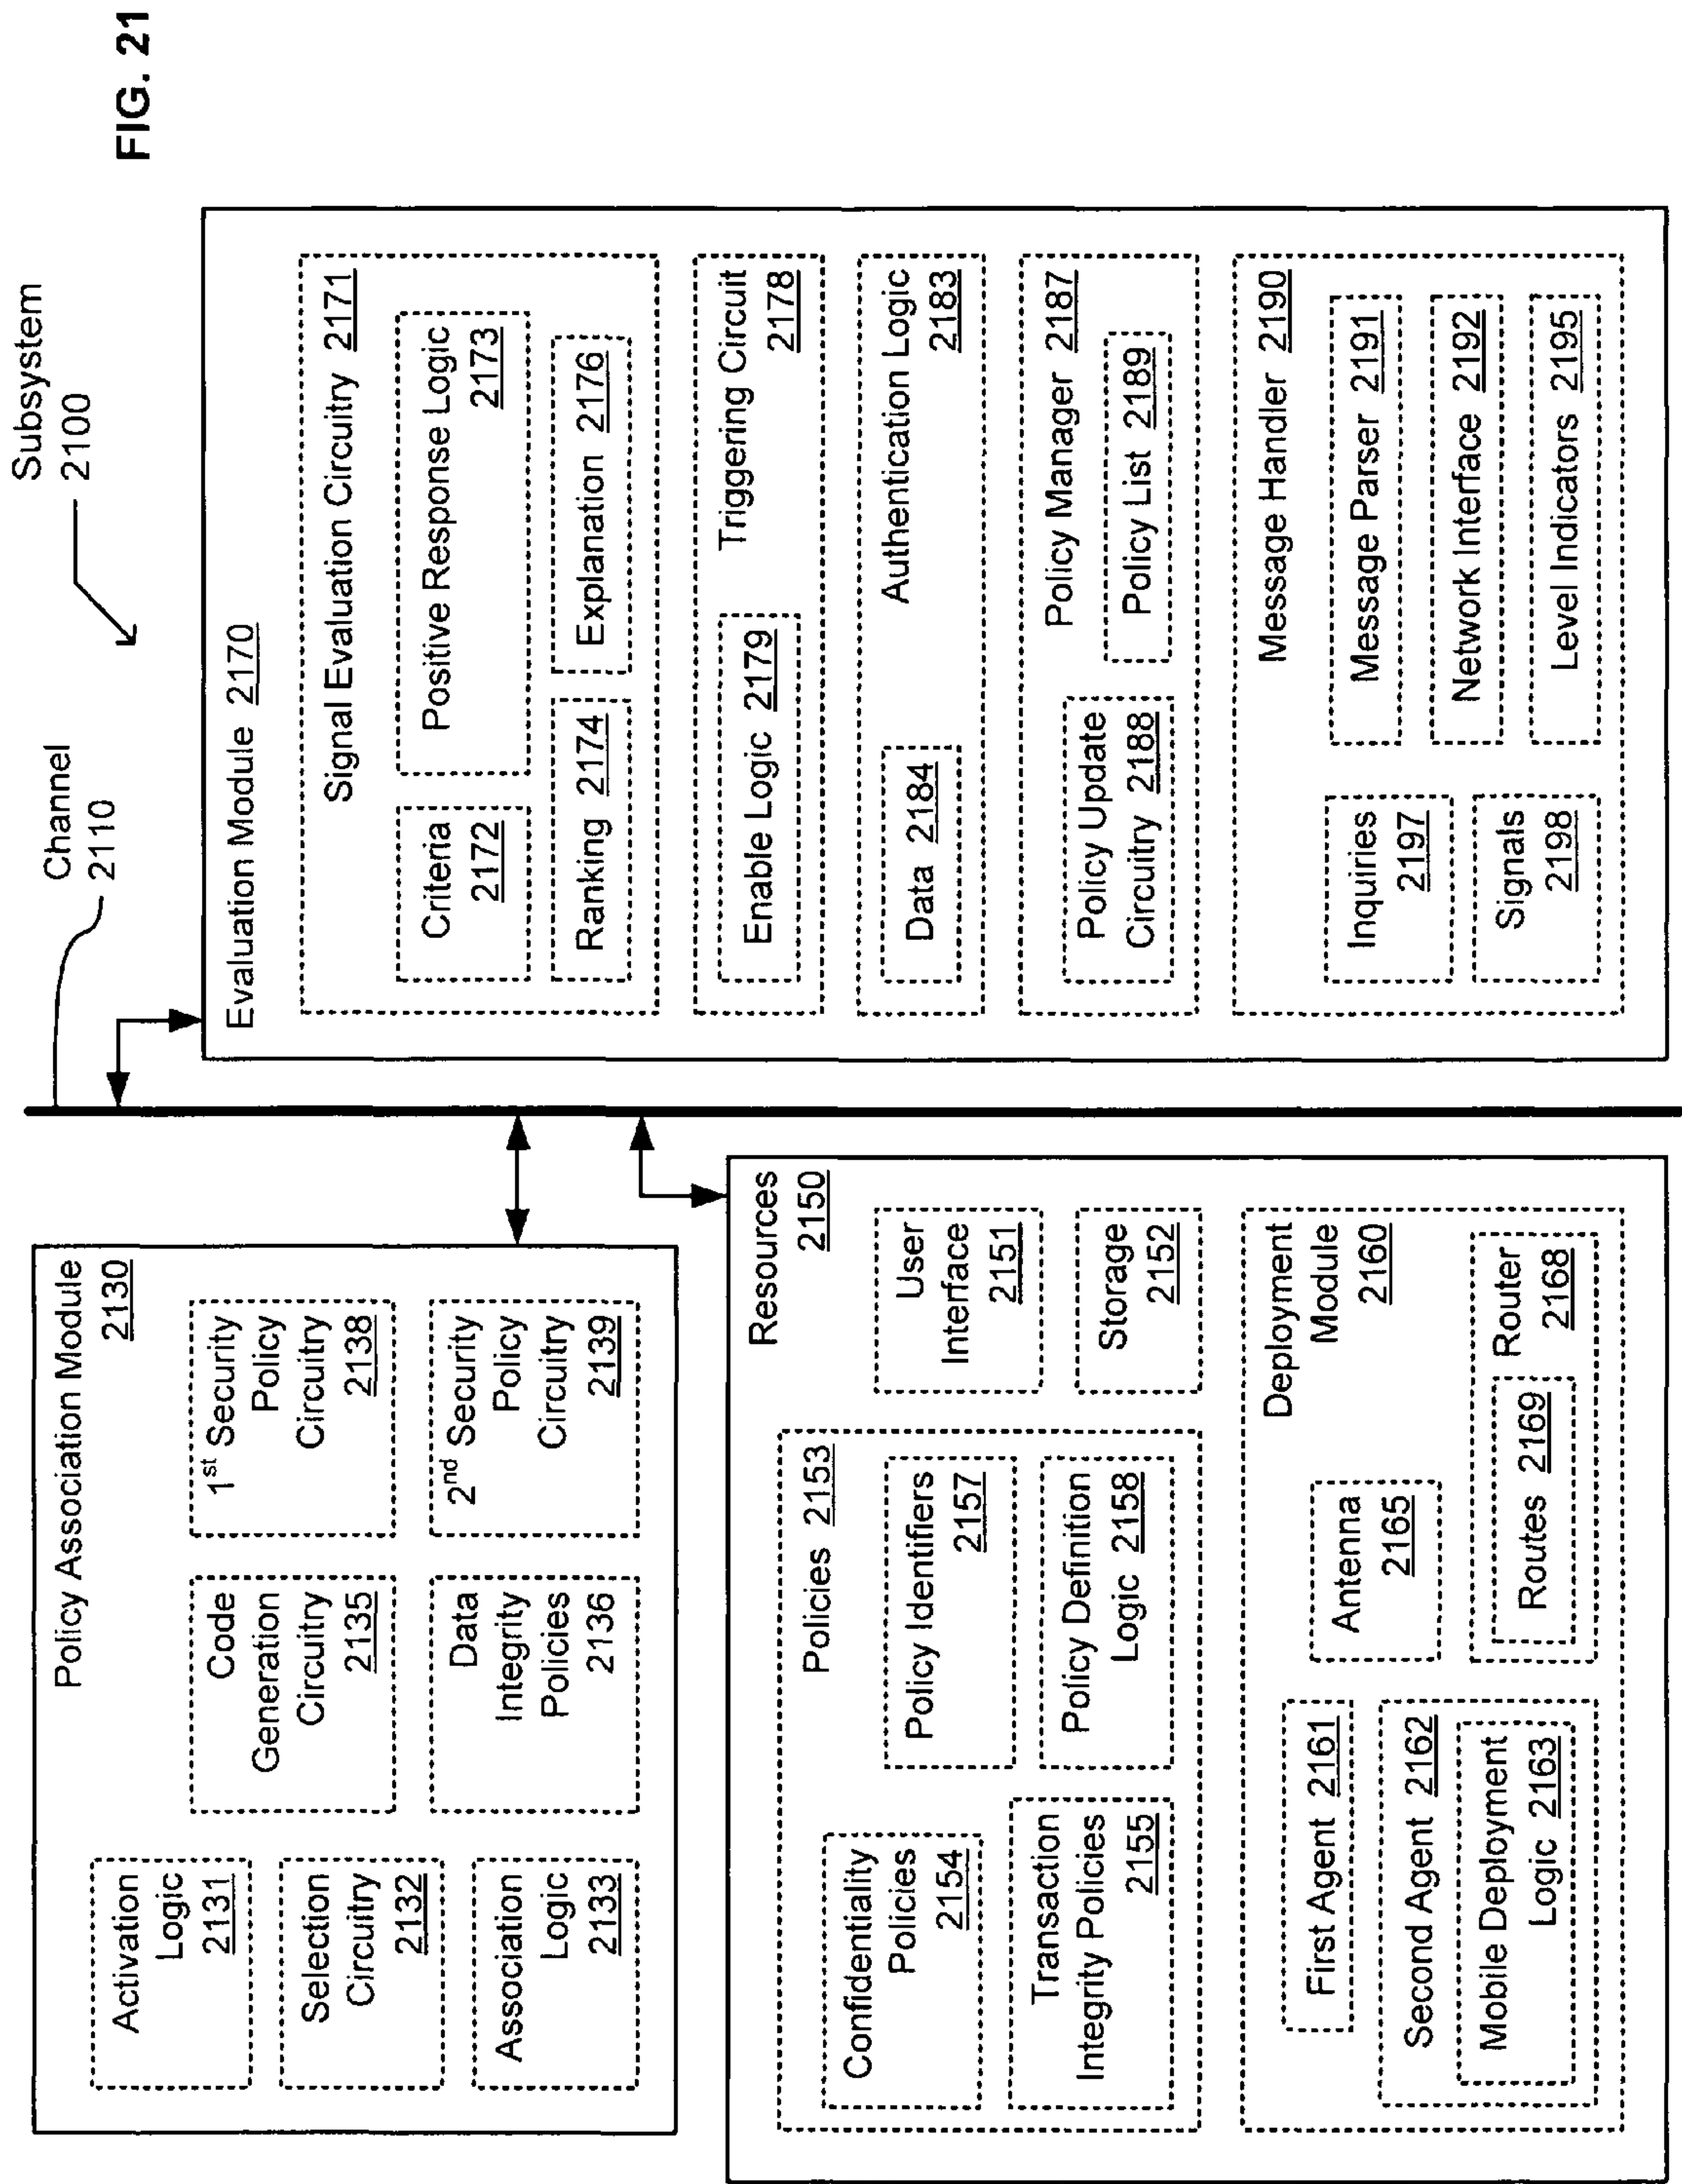 FIG. 21
Subsystem
2100
Channel
2110
Policy Association Module
2130
Activation
Logic
2131
Selection
Circuitry
2132
Association
Logic
2133
Code
Generation
Circuitry
2135
Data
Integrity
Policies
2136
1st Security
Policy
Circuitry
2138
2nd Security
Policy
Circuitry
2139
Resources
2150
User
Interface
2151
Storage
2152
Policies 2153
Confidentiality
Policies
2154
Transaction
Integrity Policies
2155
Policy Identifiers
2157
Policy Definition
Logic 2158
Deployment
Module
2160
First Agent 2161
Second Agent 2162
Mobile Deployment
Logic 2163
Antenna
2165
Router
2168
Routes 2169
Evaluation Module 2170
Signal Evaluation Circuitry 2171
Criteria
2172
Positive Response Logic
2173
Ranking 2174
Explanation 2176
Triggering Circuit
2178
Enable Logic 2179
Authentication Logic
2183
Data 2184
Policy Manager 2187
Policy Update
Circuitry 2188
Policy List 2189
Message Handler 2190
Message Parser 2191
Network Interface 2192
Level Indicators 2195
Inquiries
2197
Signals
2198